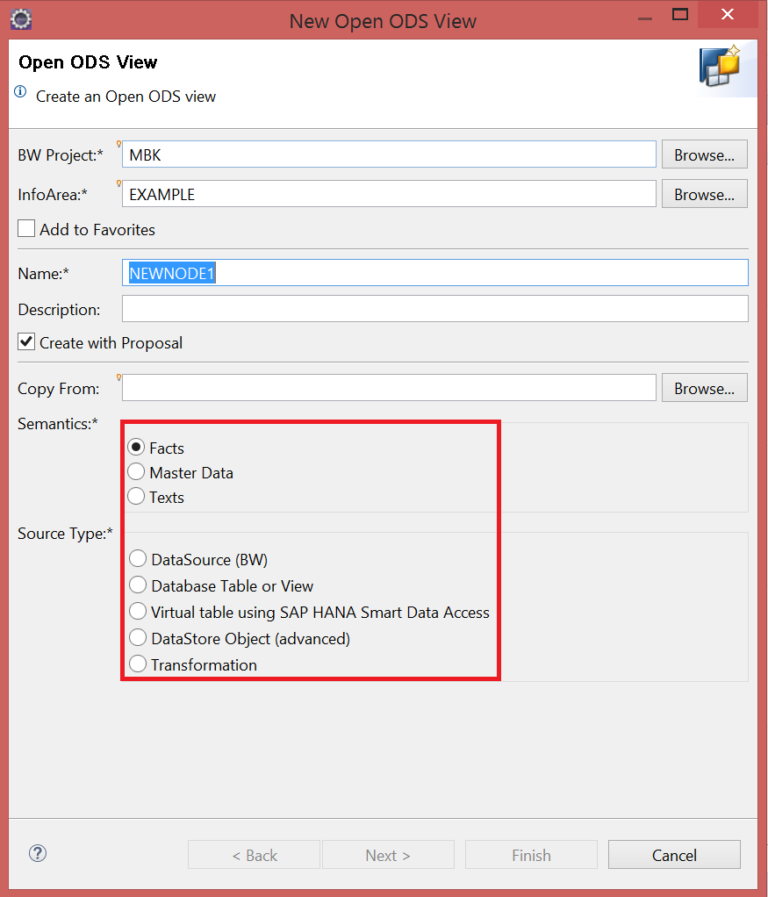 New Open ODS View
Open ODS View
Create an Open ODS view
BW Project:* MBK Browse...
InfoArea:* EXAMPLE Browse...
Add to Favorites
Name:* NEWNODE1
Description:
Create with Proposal
Copy From: Browse...
Semantics:*
Facts
Master Data
Texts
Source Type:*
DataSource (BW)
Database Table or View
Virtual table using SAP HANA Smart Data Access
DataStore Object (advanced)
Transformation
? < Back Next > Finish Cancel